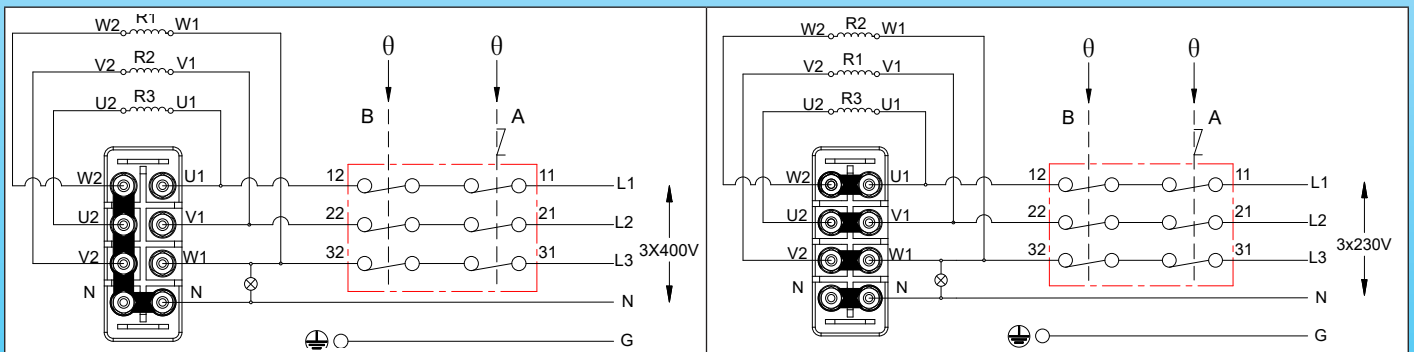 W2 R1 W1
V2 R2 V1
U2 R3 U1
θ θ
B A
W2 U1 12 11 L1
U2 V1 22 21 L2
V2 W1 32 31 L3
3X400V
N N N
G
W2 R2 W1
V2 R1 V1
U2 R3 U1
θ θ
B A
W2 U1 12 11 L1
U2 V1 22 21 L2
V2 W1 32 31 L3
3x230V
N N N
G